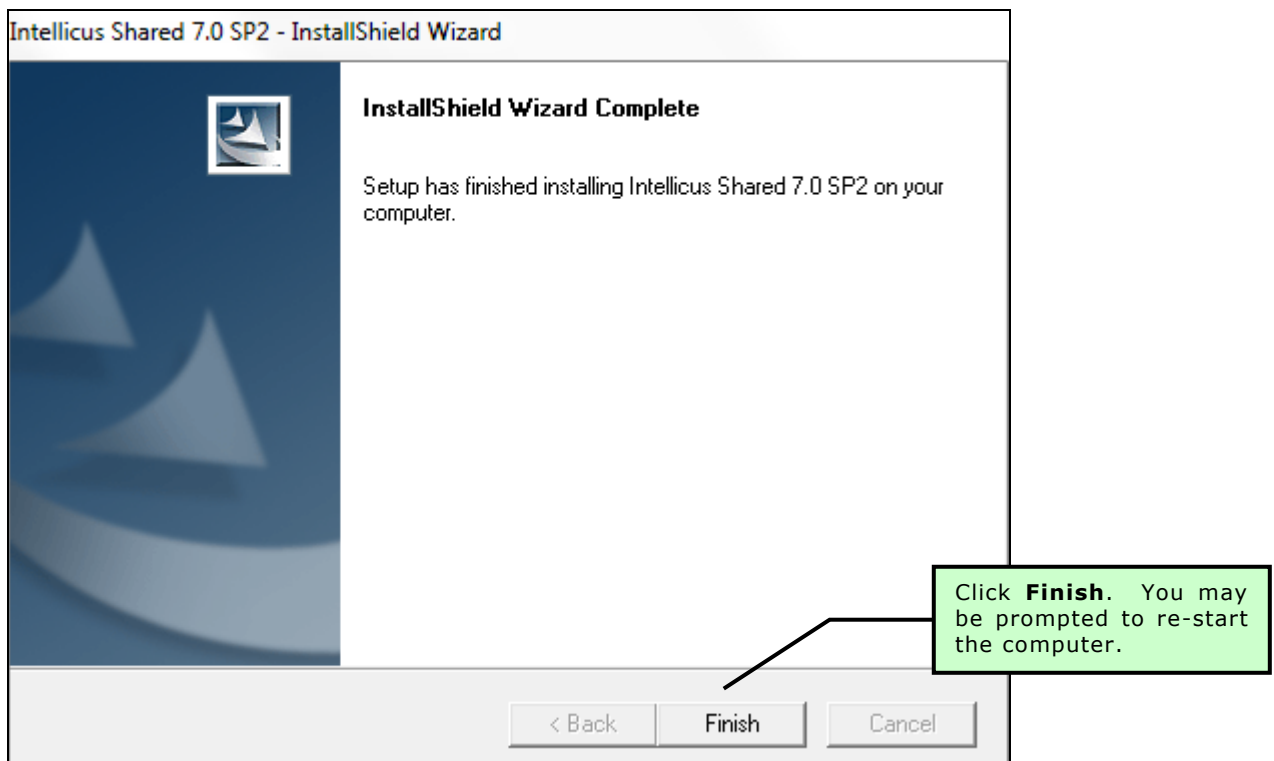 Intellicus Shared 7.0 SP2 - InstallShield Wizard
InstallShield Wizard Complete
Setup has finished installing Intellicus Shared 7.0 SP2 on your
computer.
Click Finish. You may
be prompted to re-start
the computer.
< Back
Finish
Cancel